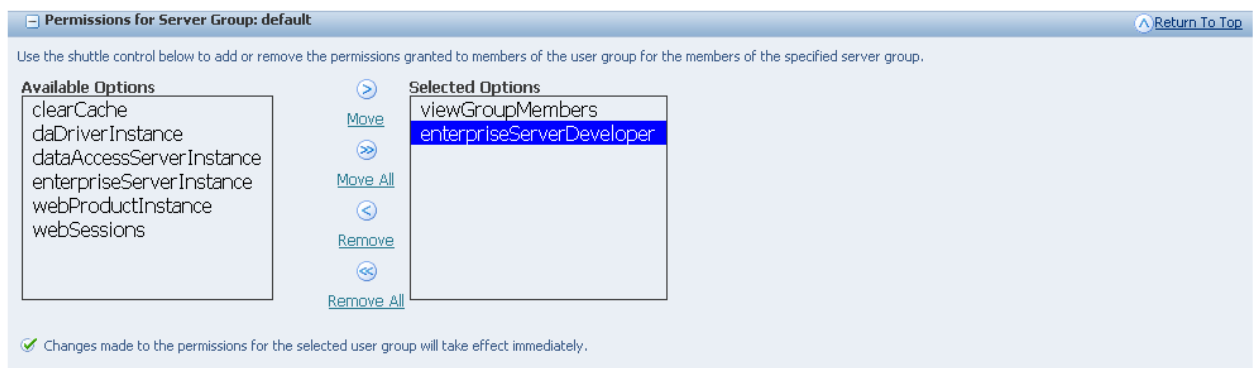 Permissions for Server Group: default
Return To Top
Use the shuttle control below to add or remove the permissions granted to members of the user group for the members of the specified server group.
Available Options
clearCache
daDriverInstance
dataAccessServerInstance
enterpriseServerInstance
webProductInstance
webSessions
Move
Move All
Remove
Remove All
Selected Options
viewGroupMembers
enterpriseServerDeveloper
Changes made to the permissions for the selected user group will take effect immediately.